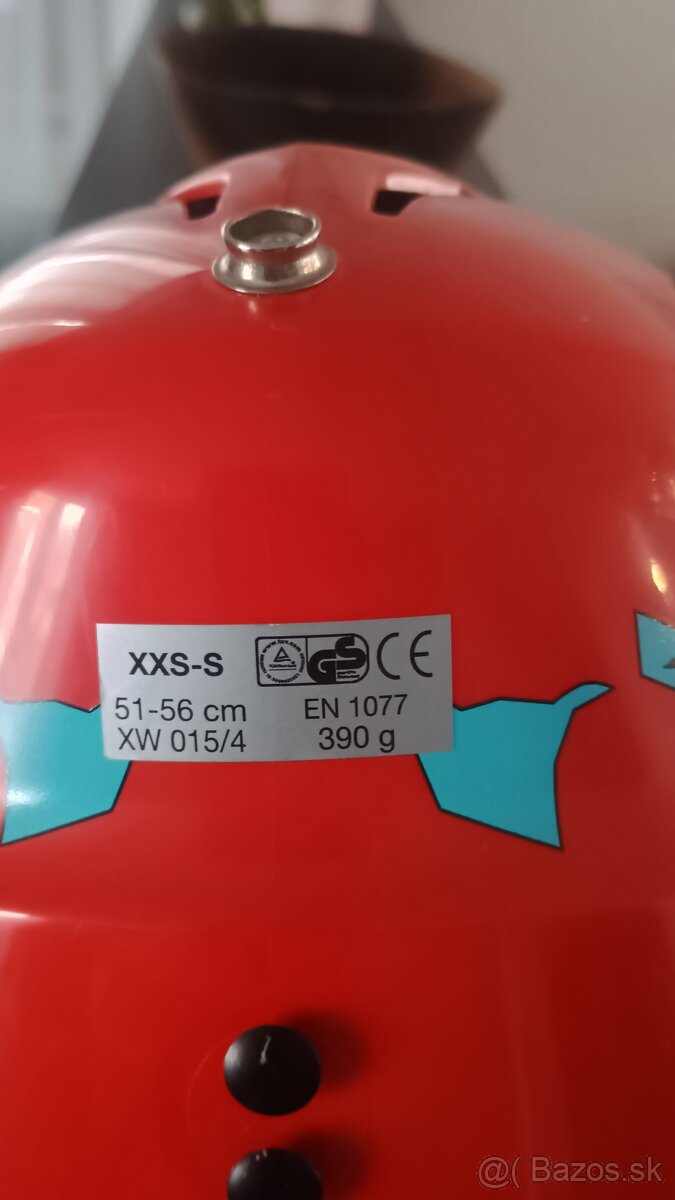 XXS-S
GS
CE
51-56 cm
EN 1077
XW 015/4
390 g
@( Bazos.sk